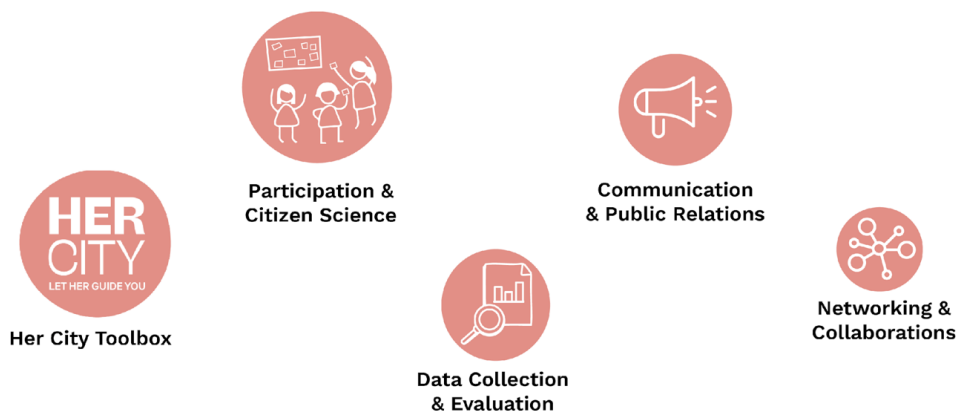 HER
CITY
LET HER GUIDE YOU
Her City Toolbox
Participation &
Citizen Science
Data Collection
& Evaluation
Communication
& Public Relations
Networking &
Collaborations